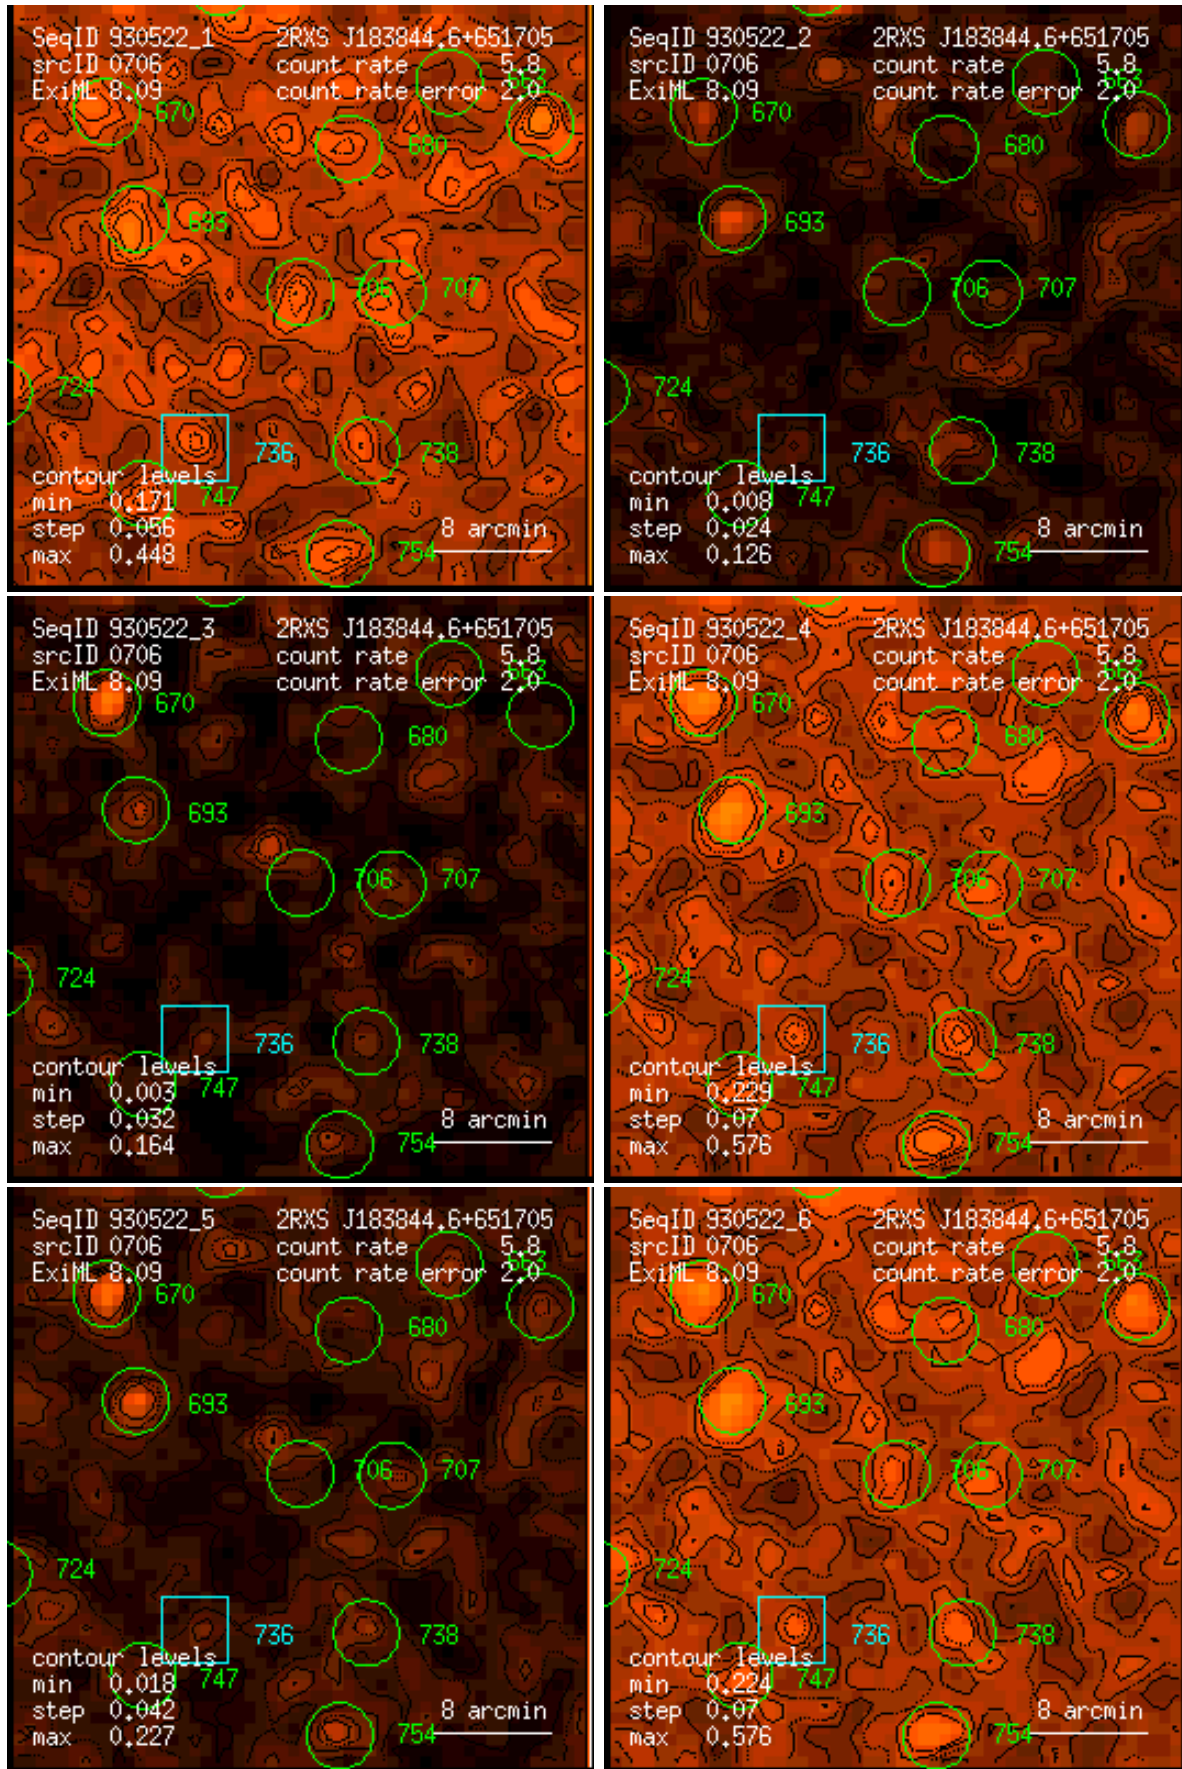 SeqID 930522_1 2RXS J183844.6+651705
srcID 0706 count rate 5.8
ExiML 8.09 count rate error 2.0
670
680
693
706 707
724
736 738
contour levels
min 0.171 747
step 0.056 8 arcmin
max 0.448 754
SeqID 930522_2 2RXS J183844.6+651705
srcID 0706 count rate 5.8
ExiML 8.09 count rate error 2.0
670
680
693
706 707
724
736 738
contour levels
min 0.008 747
step 0.024 8 arcmin
max 0.126 754
SeqID 930522_3 2RXS J183844.6+651705
srcID 0706 count rate 5.8
ExiML 8.09 count rate error 2.0
670
680
693
706 707
724
736 738
contour levels
min 0.003 747
step 0.032 8 arcmin
max 0.164 754
SeqID 930522_4 2RXS J183844.6+651705
srcID 0706 count rate 5.8
ExiML 8.09 count rate error 2.0
670
680
693
706 707
724
736 738
contour levels
min 0.229 747
step 0.07 8 arcmin
max 0.576 754
SeqID 930522_5 2RXS J183844.6+651705
srcID 0706 count rate 5.8
ExiML 8.09 count rate error 2.0
670
680
693
706 707
724
736 738
contour levels
min 0.018 747
step 0.042 8 arcmin
max 0.227 754
SeqID 930522_6 2RXS J183844.6+651705
srcID 0706 count rate 5.8
ExiML 8.09 count rate error 2.0
670
680
693
706 707
724
736 738
contour levels
min 0.224 747
step 0.07 8 arcmin
max 0.576 754